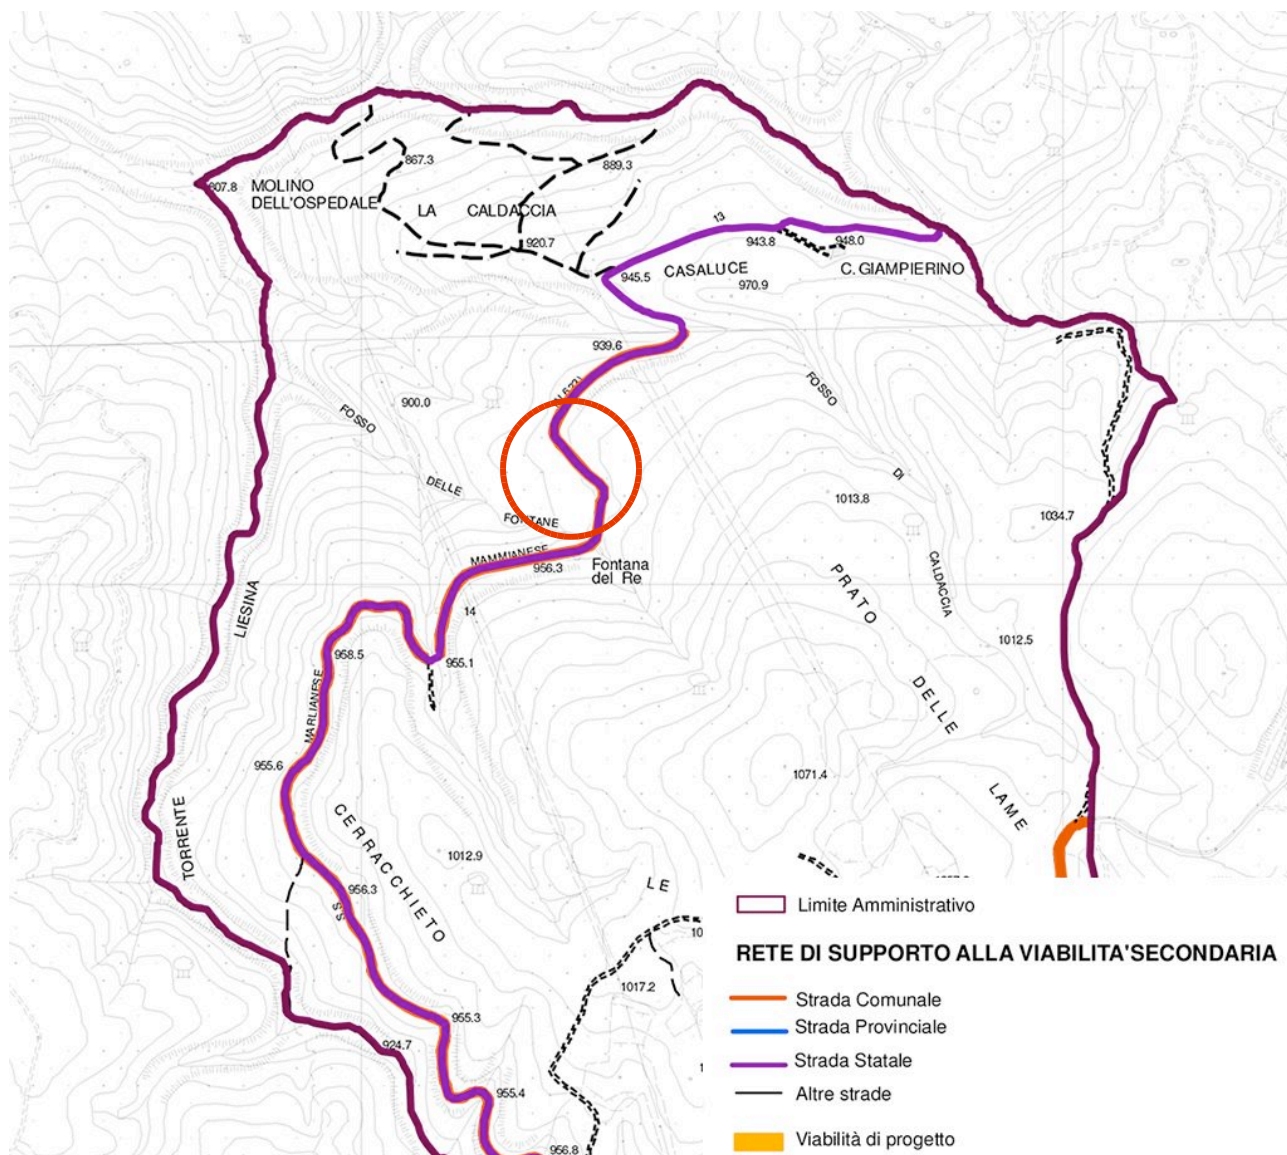 867.3
889.3
807.8
MOLINO
DELL'OSPEDALE
LA CALDACCIA
13
920.7
943.8
948.0
945.5
CASALUCE
970.9
C. GIAMPIERINO
939.6
900.0
FOSSO
DELLE
FONTANE
FOSSO
DI
CALDACCIA
1013.8
1034.7
MAMMIANESE
956.3
Fontana
del Re
14
LIESINA
PRATO
DELLE
LAME
1012.5
958.5
955.1
MARLIANESE
955.6
1071.4
TORRENTE
CERRACCHIETO
1012.9
956.3
SS
LE
1017.2
955.3
924.7
955.4
956.8
Limite Amministrativo
RETE DI SUPPORTO ALLA VIABILITA'SECONDARIA
Strada Comunale
Strada Provinciale
Strada Statale
Altre strade
Viabilità di progetto